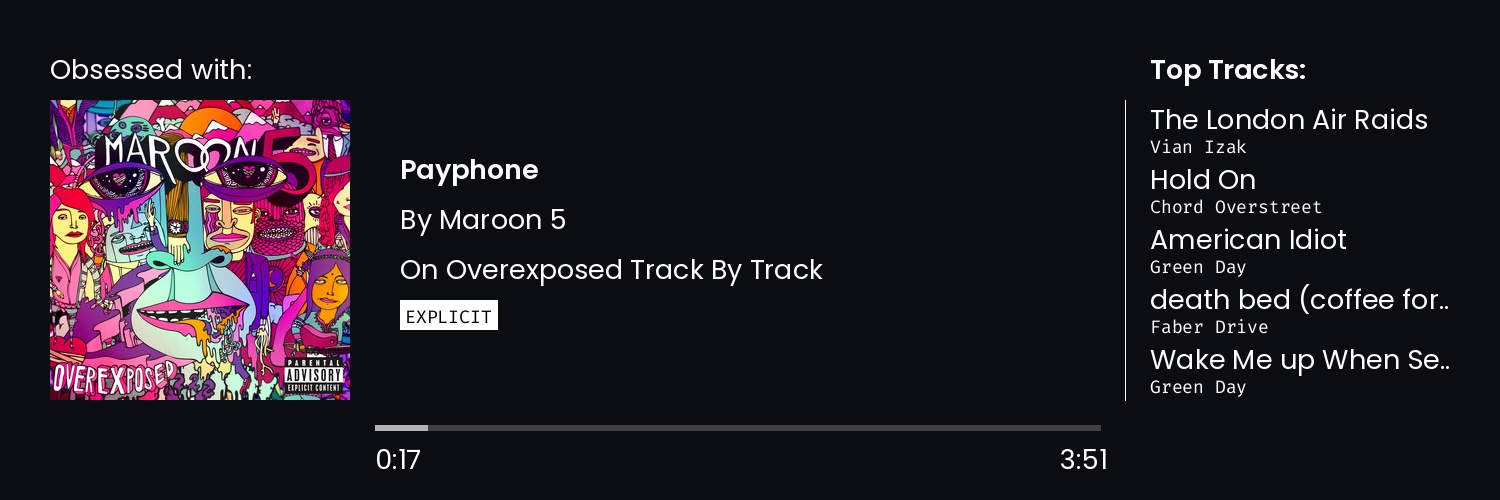 Obsessed with:
MAROON 5
OVEREXPOSED
PARENTAL
ADVISORY
EXPLICIT CONTENT
Payphone
By Maroon 5
On Overexposed Track By Track
EXPLICIT
0:17
3:51
Top Tracks:
The London Air Raids
Vian Izak
Hold On
Chord Overstreet
American Idiot
Green Day
death bed (coffee for..
Faber Drive
Wake Me up When Se..
Green Day